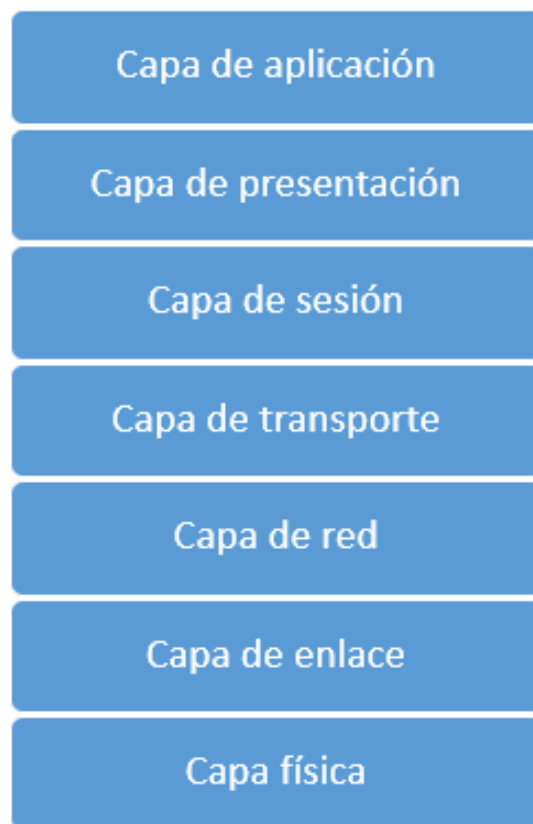 Capa de aplicación
Capa de presentación
Capa de sesión
Capa de transporte
Capa de red
Capa de enlace
Capa física